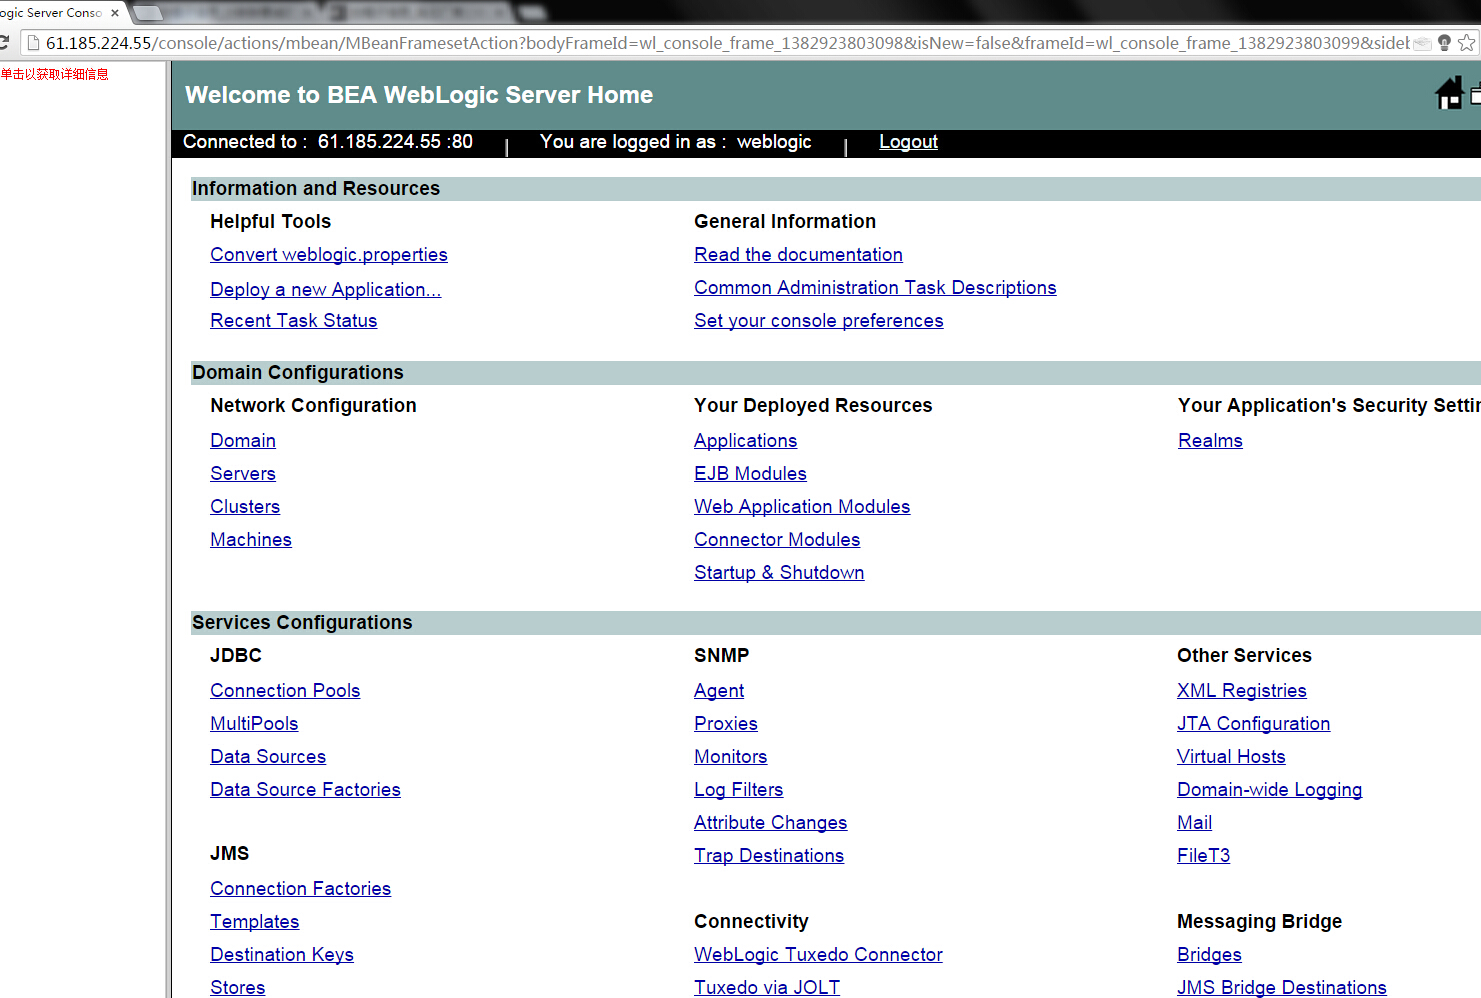 ogic Server Conso
61.185.224.55/console/actions/mbean/MBeanFramesetAction?bodyFrameId=wl_console_frame_1382923803098&isNew=false&frameId=wl_console_frame_1382923803099&sideb
单击以获取详细信息
Welcome to BEA WebLogic Server Home
Connected to : 61.185.224.55 :80 | You are logged in as : weblogic | Logout
Information and Resources
Helpful Tools
General Information
Convert weblogic.properties
Read the documentation
Deploy a new Application...
Common Administration Task Descriptions
Recent Task Status
Set your console preferences
Domain Configurations
Network Configuration
Your Deployed Resources
Your Application's Security Settin
Domain
Applications
Realms
Servers
EJB Modules
Clusters
Web Application Modules
Machines
Connector Modules
Startup & Shutdown
Services Configurations
JDBC
SNMP
Other Services
Connection Pools
Agent
XML Registries
MultiPools
Proxies
JTA Configuration
Data Sources
Monitors
Virtual Hosts
Data Source Factories
Log Filters
Domain-wide Logging
Attribute Changes
Mail
JMS
Trap Destinations
FileT3
Connection Factories
Templates
Connectivity
Messaging Bridge
Destination Keys
WebLogic Tuxedo Connector
Bridges
Stores
Tuxedo via JOLT
JMS Bridge Destinations